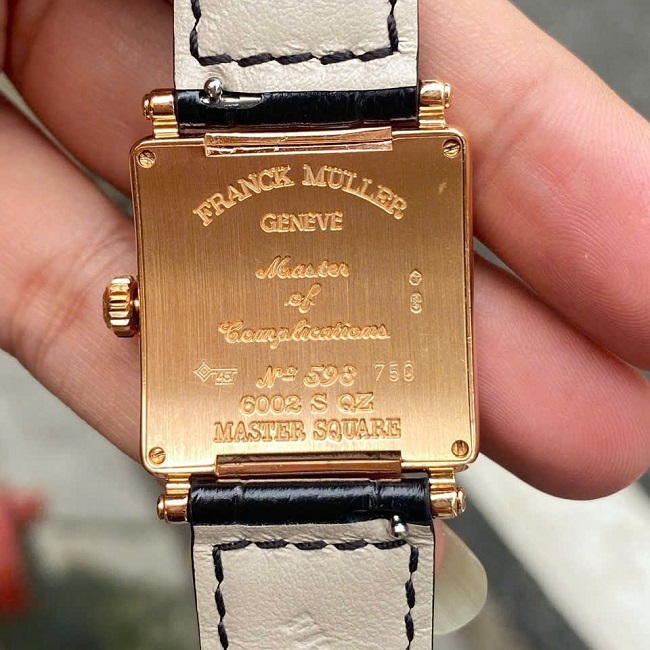 FRANCK MULLER
GENEVE
Master
of
Complications
Nº 598 750
6002 S QZ
MASTER SQUARE